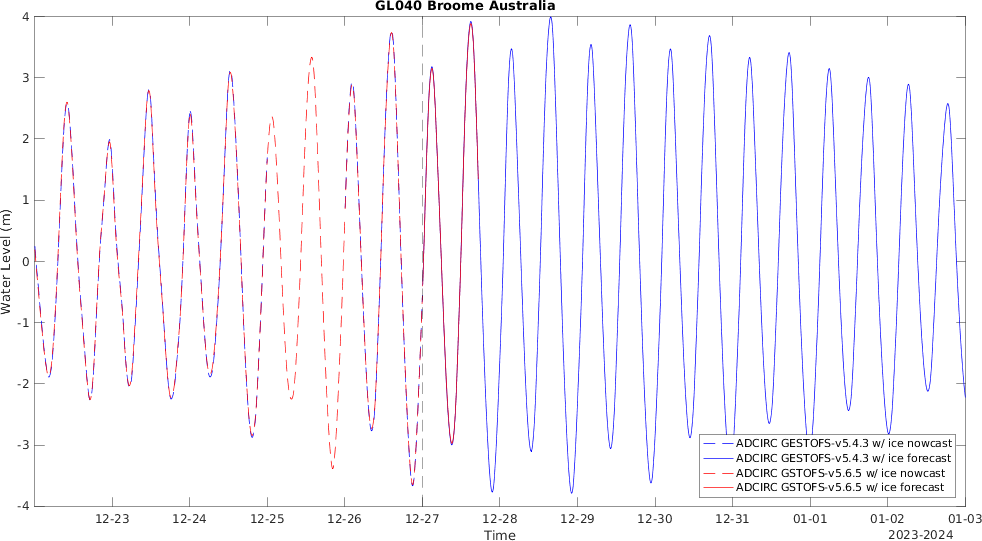 GL040 Broome Australia
4
3
2
1
0
-1
-2
-3
-4
Water Level (m)
ADCIRC GESTOFS-v5.4.3 w/ ice nowcast
ADCIRC GESTOFS-v5.4.3 w/ ice forecast
ADCIRC GSTOFS-v5.6.5 w/ ice nowcast
ADCIRC GSTOFS-v5.6.5 w/ ice forecast
12-23 12-24 12-25 12-26 12-27 12-28 12-29 12-30 12-31 01-01 01-02 01-03
Time
2023-2024